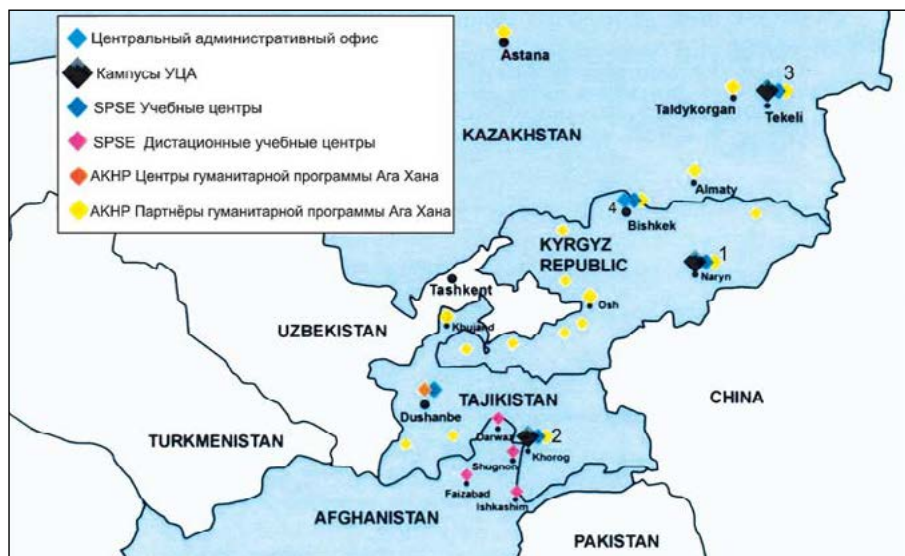 Центральный административный офис
Кампусы УЦА
SPSE Учебные центры
SPSE Дистационные учебные центры
АКНР Центры гуманитарной программы Ага Хана
АКНР Партнёры гуманитарной программы Ага Хана
Astana
3
Taldykorgan
Tekeli
KAZAKHSTAN
Almaty
4
Bishkek
KYRGYZ
REPUBLIC
1
Naryn
Tashkent
Osh
Khujand
UZBEKISTAN
CHINA
TAJIKISTAN
Dushanbe
TURKMENISTAN
Darwaz
2
Khorog
Shugnon
Faizabad
Ishkashim
AFGHANISTAN
PAKISTAN